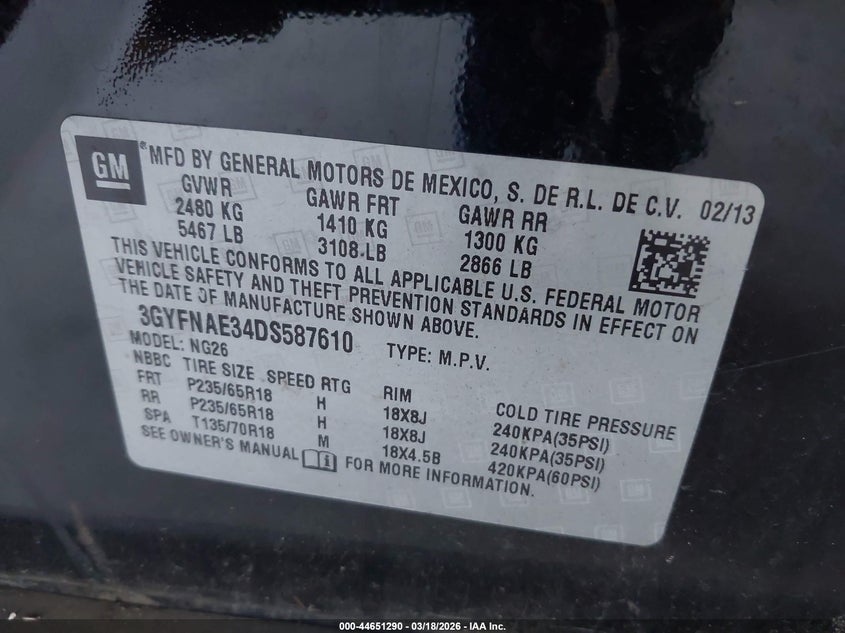 GM ® MFD BY GENERAL MOTORS DE MEXICO, S. DE R.L. DE C.V. 02/13
GVWR GAWR FRT GAWR RR
2480 KG 1410 KG 1300 KG
5467 LB 3108 LB 2866 LB
THIS VEHICLE CONFORMS TO ALL APPLICABLE U.S. FEDERAL MOTOR
VEHICLE SAFETY AND THEFT PREVENTION STANDARDS IN EFFECT ON
THE DATE OF MANUFACTURE SHOWN ABOVE.
3GYFNAE34DS587610 TYPE: M.P.V.
MODEL: NG26
NBBC TIRE SIZE SPEED RTG RIM COLD TIRE PRESSURE
FRT P235/65R18 H 18X8J 240KPA(35PSI)
RR P235/65R18 H 18X8J 240KPA(35PSI)
SPA T135/70R18 M 18X4.5B 420KPA(60PSI)
SEE OWNER'S MANUAL FOR MORE INFORMATION.
000-44651290 - 03/18/2026 - IAA Inc.